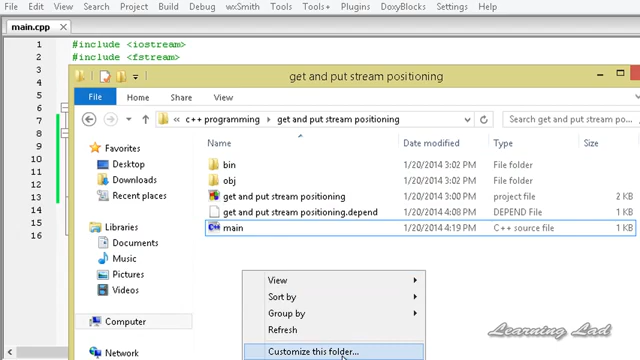 File Edit View Search Project Build Debug wxSmith Tools Tools+ Plugins DoxyBlocks Settings Help
main.cpp
1 #include <iostream>
2 #include <fstream>
3
4
5
6
7
8
9
10
11
12
13
14
15
16
get and put stream positioning
File Home Share View
c++ programming get and put stream positioning
Search get and put stream po...
Name Date modified Type Size
Favorites
Desktop
Downloads
Recent places
Libraries
Documents
Music
Pictures
Videos
Computer
Network
bin 1/20/2014 3:02 PM File folder
obj 1/20/2014 3:02 PM File folder
get and put stream positioning 1/20/2014 3:00 PM project file 2 KB
get and put stream positioning.depend 1/20/2014 4:08 PM DEPEND File 1 KB
main 1/20/2014 4:19 PM C++ source file 1 KB
View
Sort by
Group by
Refresh
Customize this folder...
Learning Lad